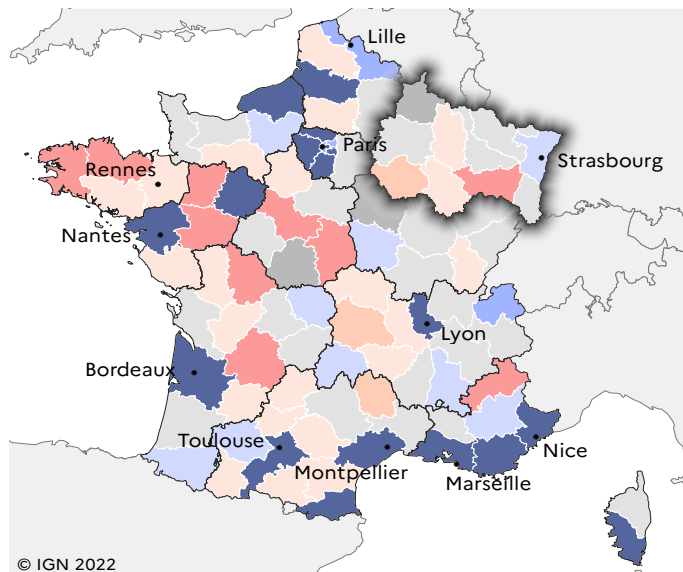 Lille
Paris
Strasbourg
Rennes
Nantes
Lyon
Bordeaux
Toulouse
Nice
Montpellier
Marseille
© IGN 2022